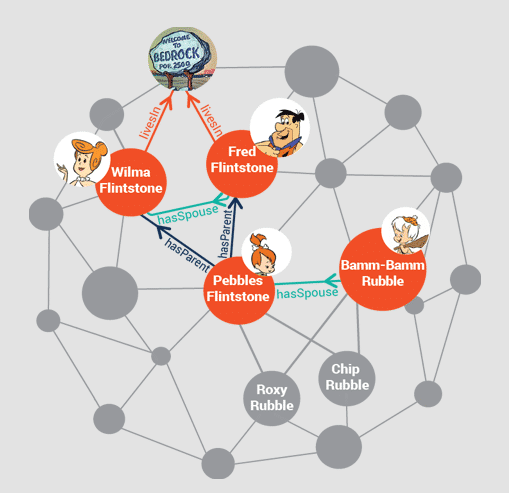 WELCOME
TO
BEDROCK
POP. 2500
livesIn
livesIn
Fred
Flintstone
Wilma
Flintstone
hasSpouse
hasParent
hasParent
Pebbles
Flintstone
hasSpouse
Bamm-Bamm
Rubble
Roxy
Rubble
Chip
Rubble